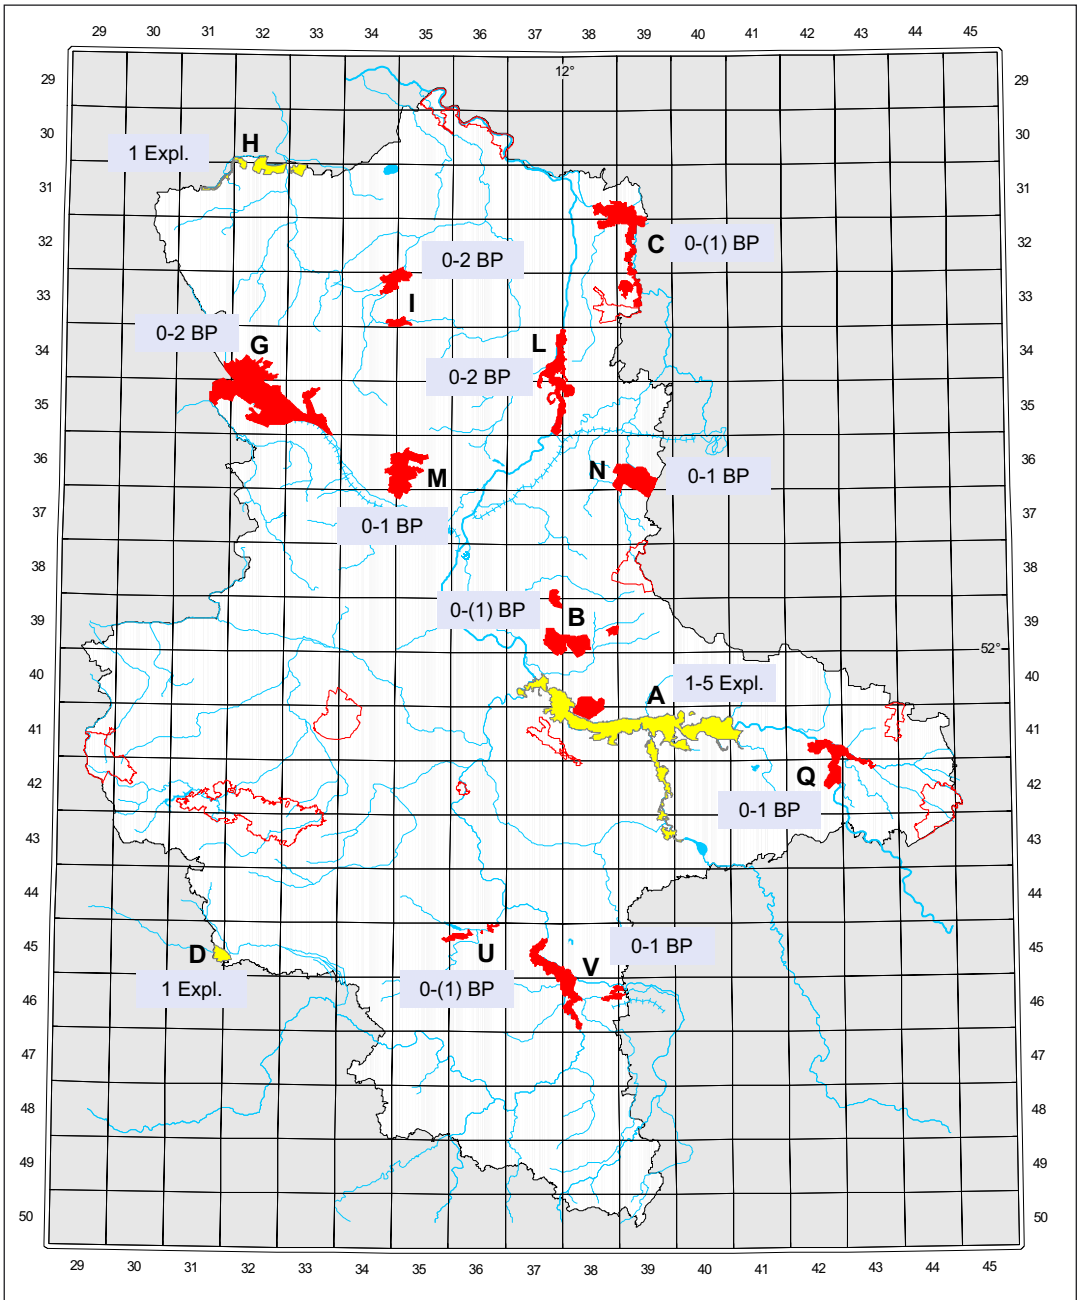 29 30 31 32 33 34 35 36 37 38 39 40 41 42 43 44 45
12°
29 29
30 30
H
1 Expl.
31 31
32 32
C 0-(1) BP
0-2 BP
33 33
I
0-2 BP
34 34
G L
0-2 BP
35 35
36 36
M N 0-1 BP
37 37
0-1 BP
38 38
0-(1) BP B
39 39
52°
40 40
1-5 Expl.
A
41 41
42 42
Q
0-1 BP
43 43
44 44
45 45
D U V 0-1 BP
1 Expl. 0-(1) BP
46 46
47 47
48 48
49 49
50 50
29 30 31 32 33 34 35 36 37 38 39 40 41 42 43 44 45